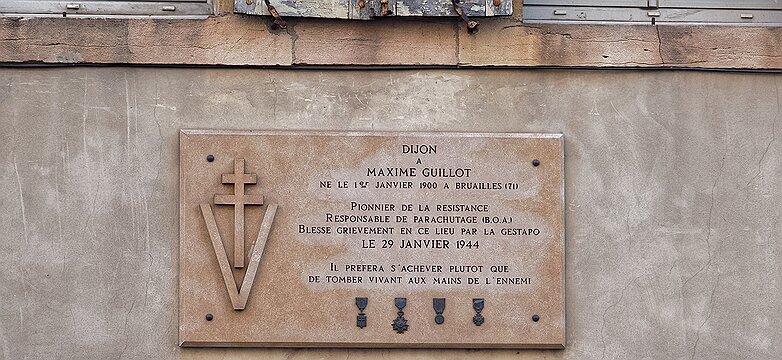 DIJON
A
MAXIME GUILLOT
NE LE 1er JANVIER 1900 A BRUAILLES (71)
PIONNIER DE LA RESISTANCE
RESPONSABLE DE PARACHUTAGE (B.O.A.)
BLESSE GRIEVEMENT EN CE LIEU PAR LA GESTAPO
LE 29 JANVIER 1944
IL PREFERA S'ACHEVER PLUTOT QUE
DE TOMBER VIVANT AUX MAINS DE L'ENNEMI